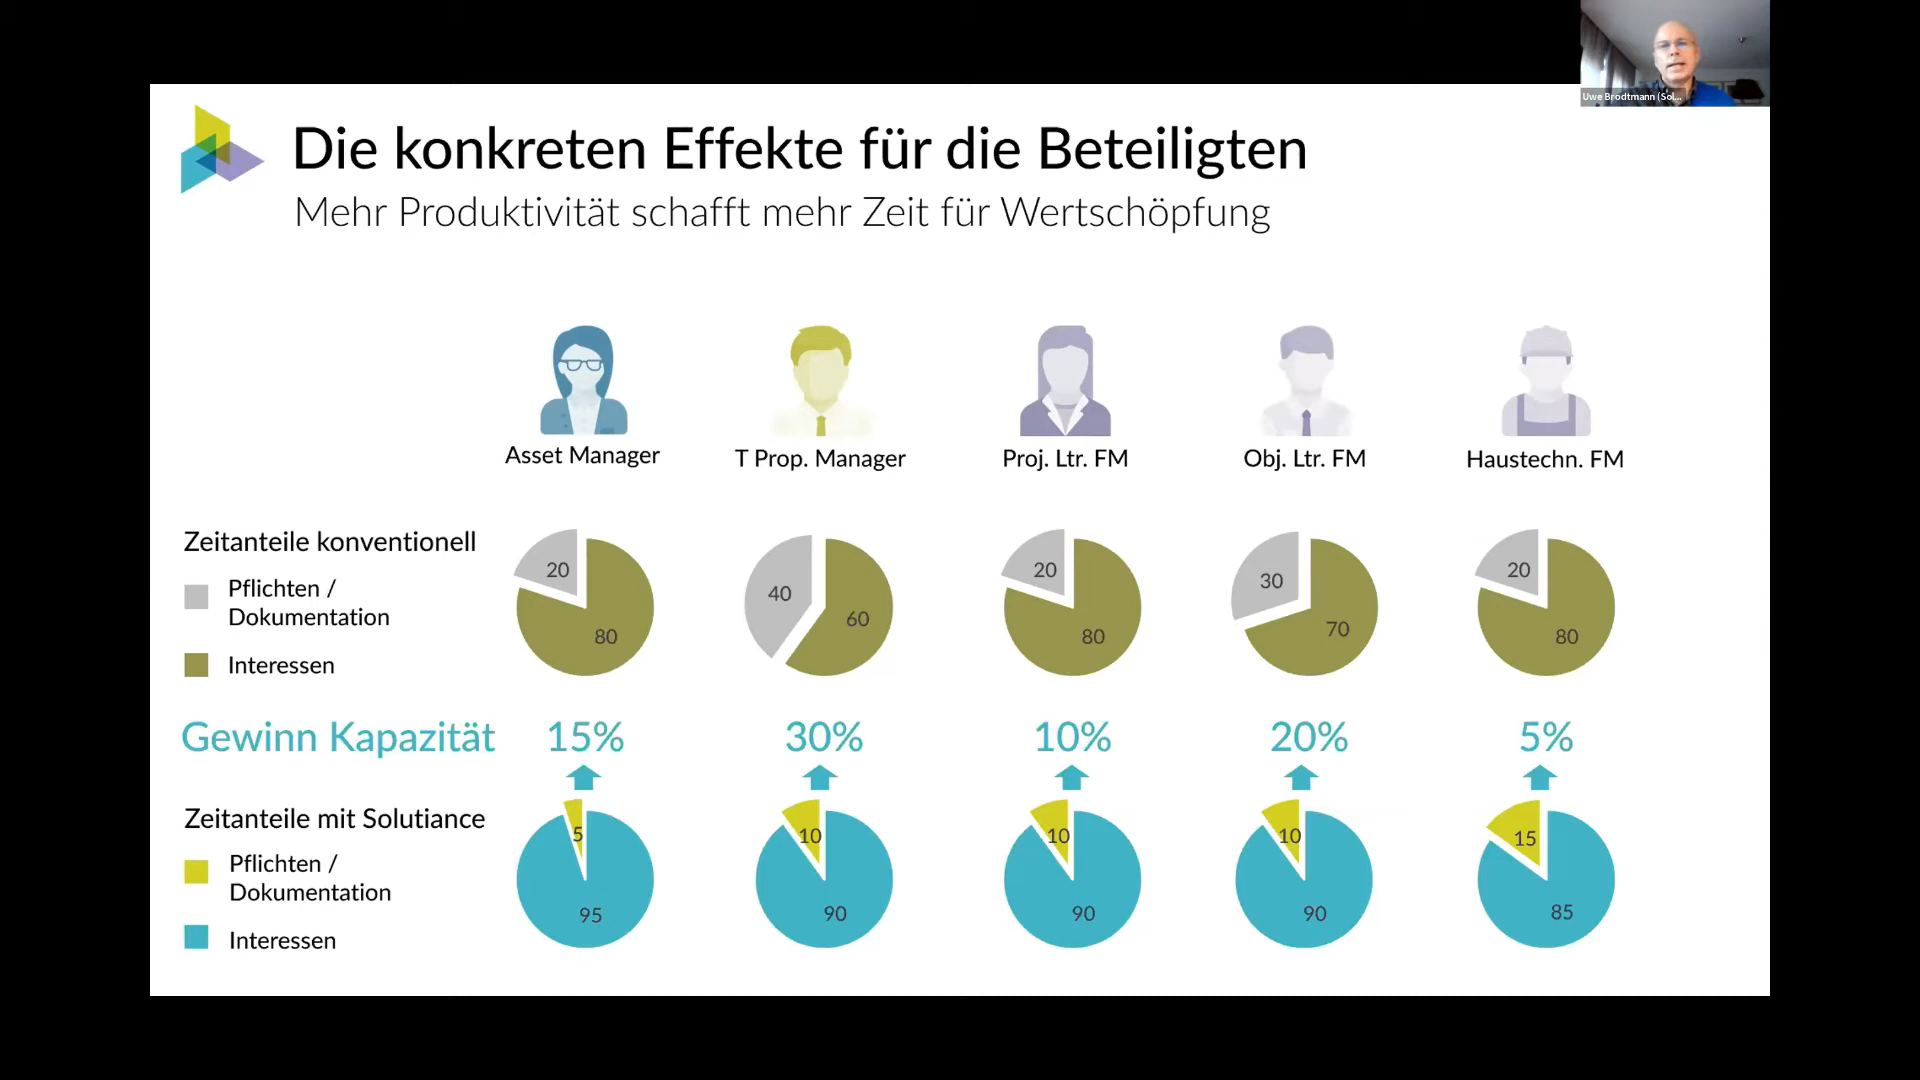 Uwe Brodtmann (Sol...
Die konkreten Effekte für die Beteiligten
Mehr Produktivität schafft mehr Zeit für Wertschöpfung
Asset Manager
T Prop. Manager
Proj. Ltr. FM
Obj. Ltr. FM
Haustechn. FM
Zeitanteile konventionell
Pflichten /
Dokumentation
Interessen
20
80
40
60
20
80
30
70
20
80
Gewinn Kapazität
15%
30%
10%
20%
5%
Zeitanteile mit Solutiance
Pflichten /
Dokumentation
Interessen
5
95
10
90
10
90
10
90
15
85